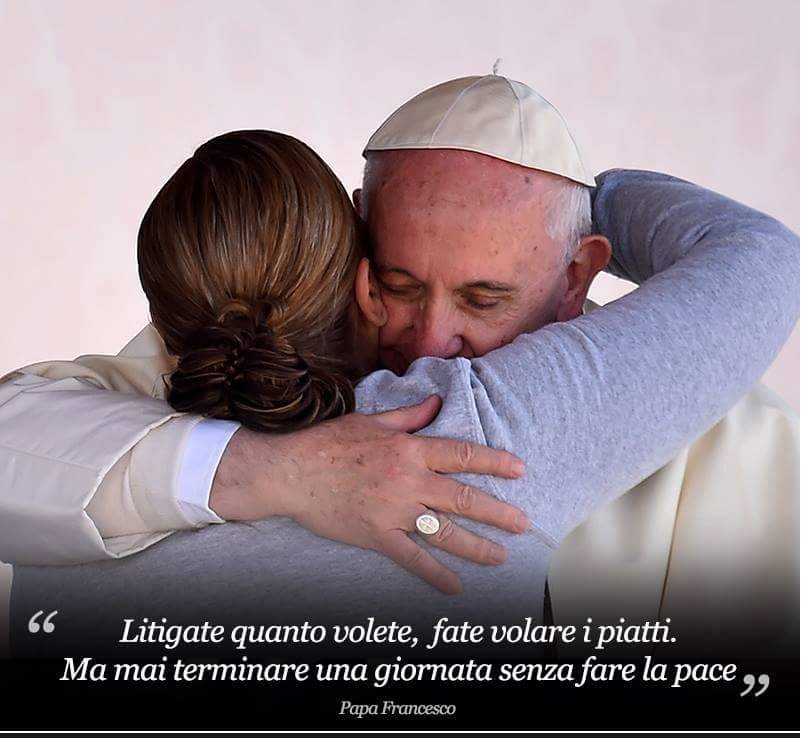 “ Litigate quanto volete, fate volare i piatti.
Ma mai terminare una giornata senza fare la pace ”
Papa Francesco